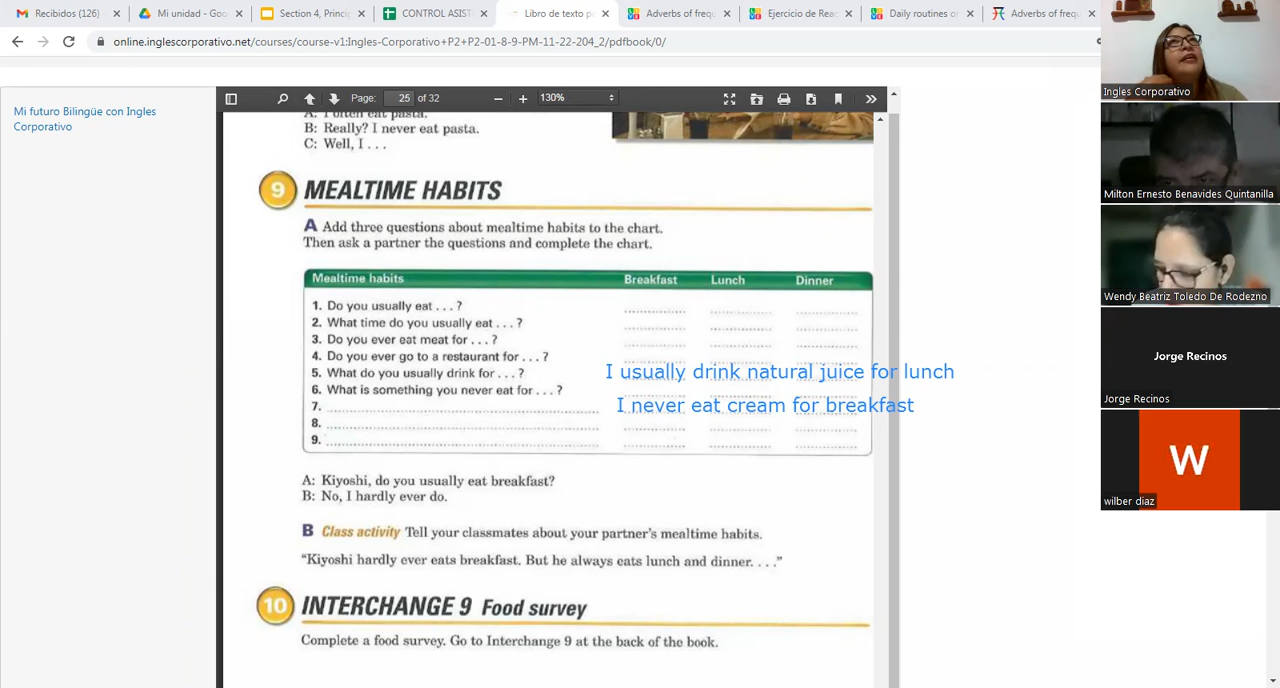 Recibidos (126)
Mi unidad - Goo
Section 4, Princi
CONTROL ASIST
Libro de texto pa
Adverbs of frequ
Ejercicio de Rea
Daily routines or
Adverbs of frequ
online.inglescorporativo.net/courses/course-v1:Ingles-Corporativo+P2+P2-01-8-9-PM-11-22-204_2/pdfbook/0/
Mi futuro Bilingüe con Ingles
Corporativo
Page: 25 of 32
130%
A: I often eat pasta.
B: Really? I never eat pasta.
C: Well, I . . .
9 MEALTIME HABITS
A Add three questions about mealtime habits to the chart.
Then ask a partner the questions and complete the chart.
Mealtime habits Breakfast Lunch Dinner
1. Do you usually eat . . . ?
2. What time do you usually eat . . . ?
3. Do you ever eat meat for . . . ?
4. Do you ever go to a restaurant for . . . ?
5. What do you usually drink for . . . ?
I usually drink natural juice for lunch
6. What is something you never eat for . . . ?
I never eat cream for breakfast
7.
8.
9.
A: Kiyoshi, do you usually eat breakfast?
B: No, I hardly ever do.
B Class activity Tell your classmates about your partner's mealtime habits.
"Kiyoshi hardly ever eats breakfast. But he always eats lunch and dinner. . . ."
10 INTERCHANGE 9 Food survey
Complete a food survey. Go to Interchange 9 at the back of the book.
Ingles Corporativo
Milton Ernesto Benavides Quintanilla
Wendy Beatriz Toledo De Rodezno
Jorge Recinos
Jorge Recinos
W
wilber diaz